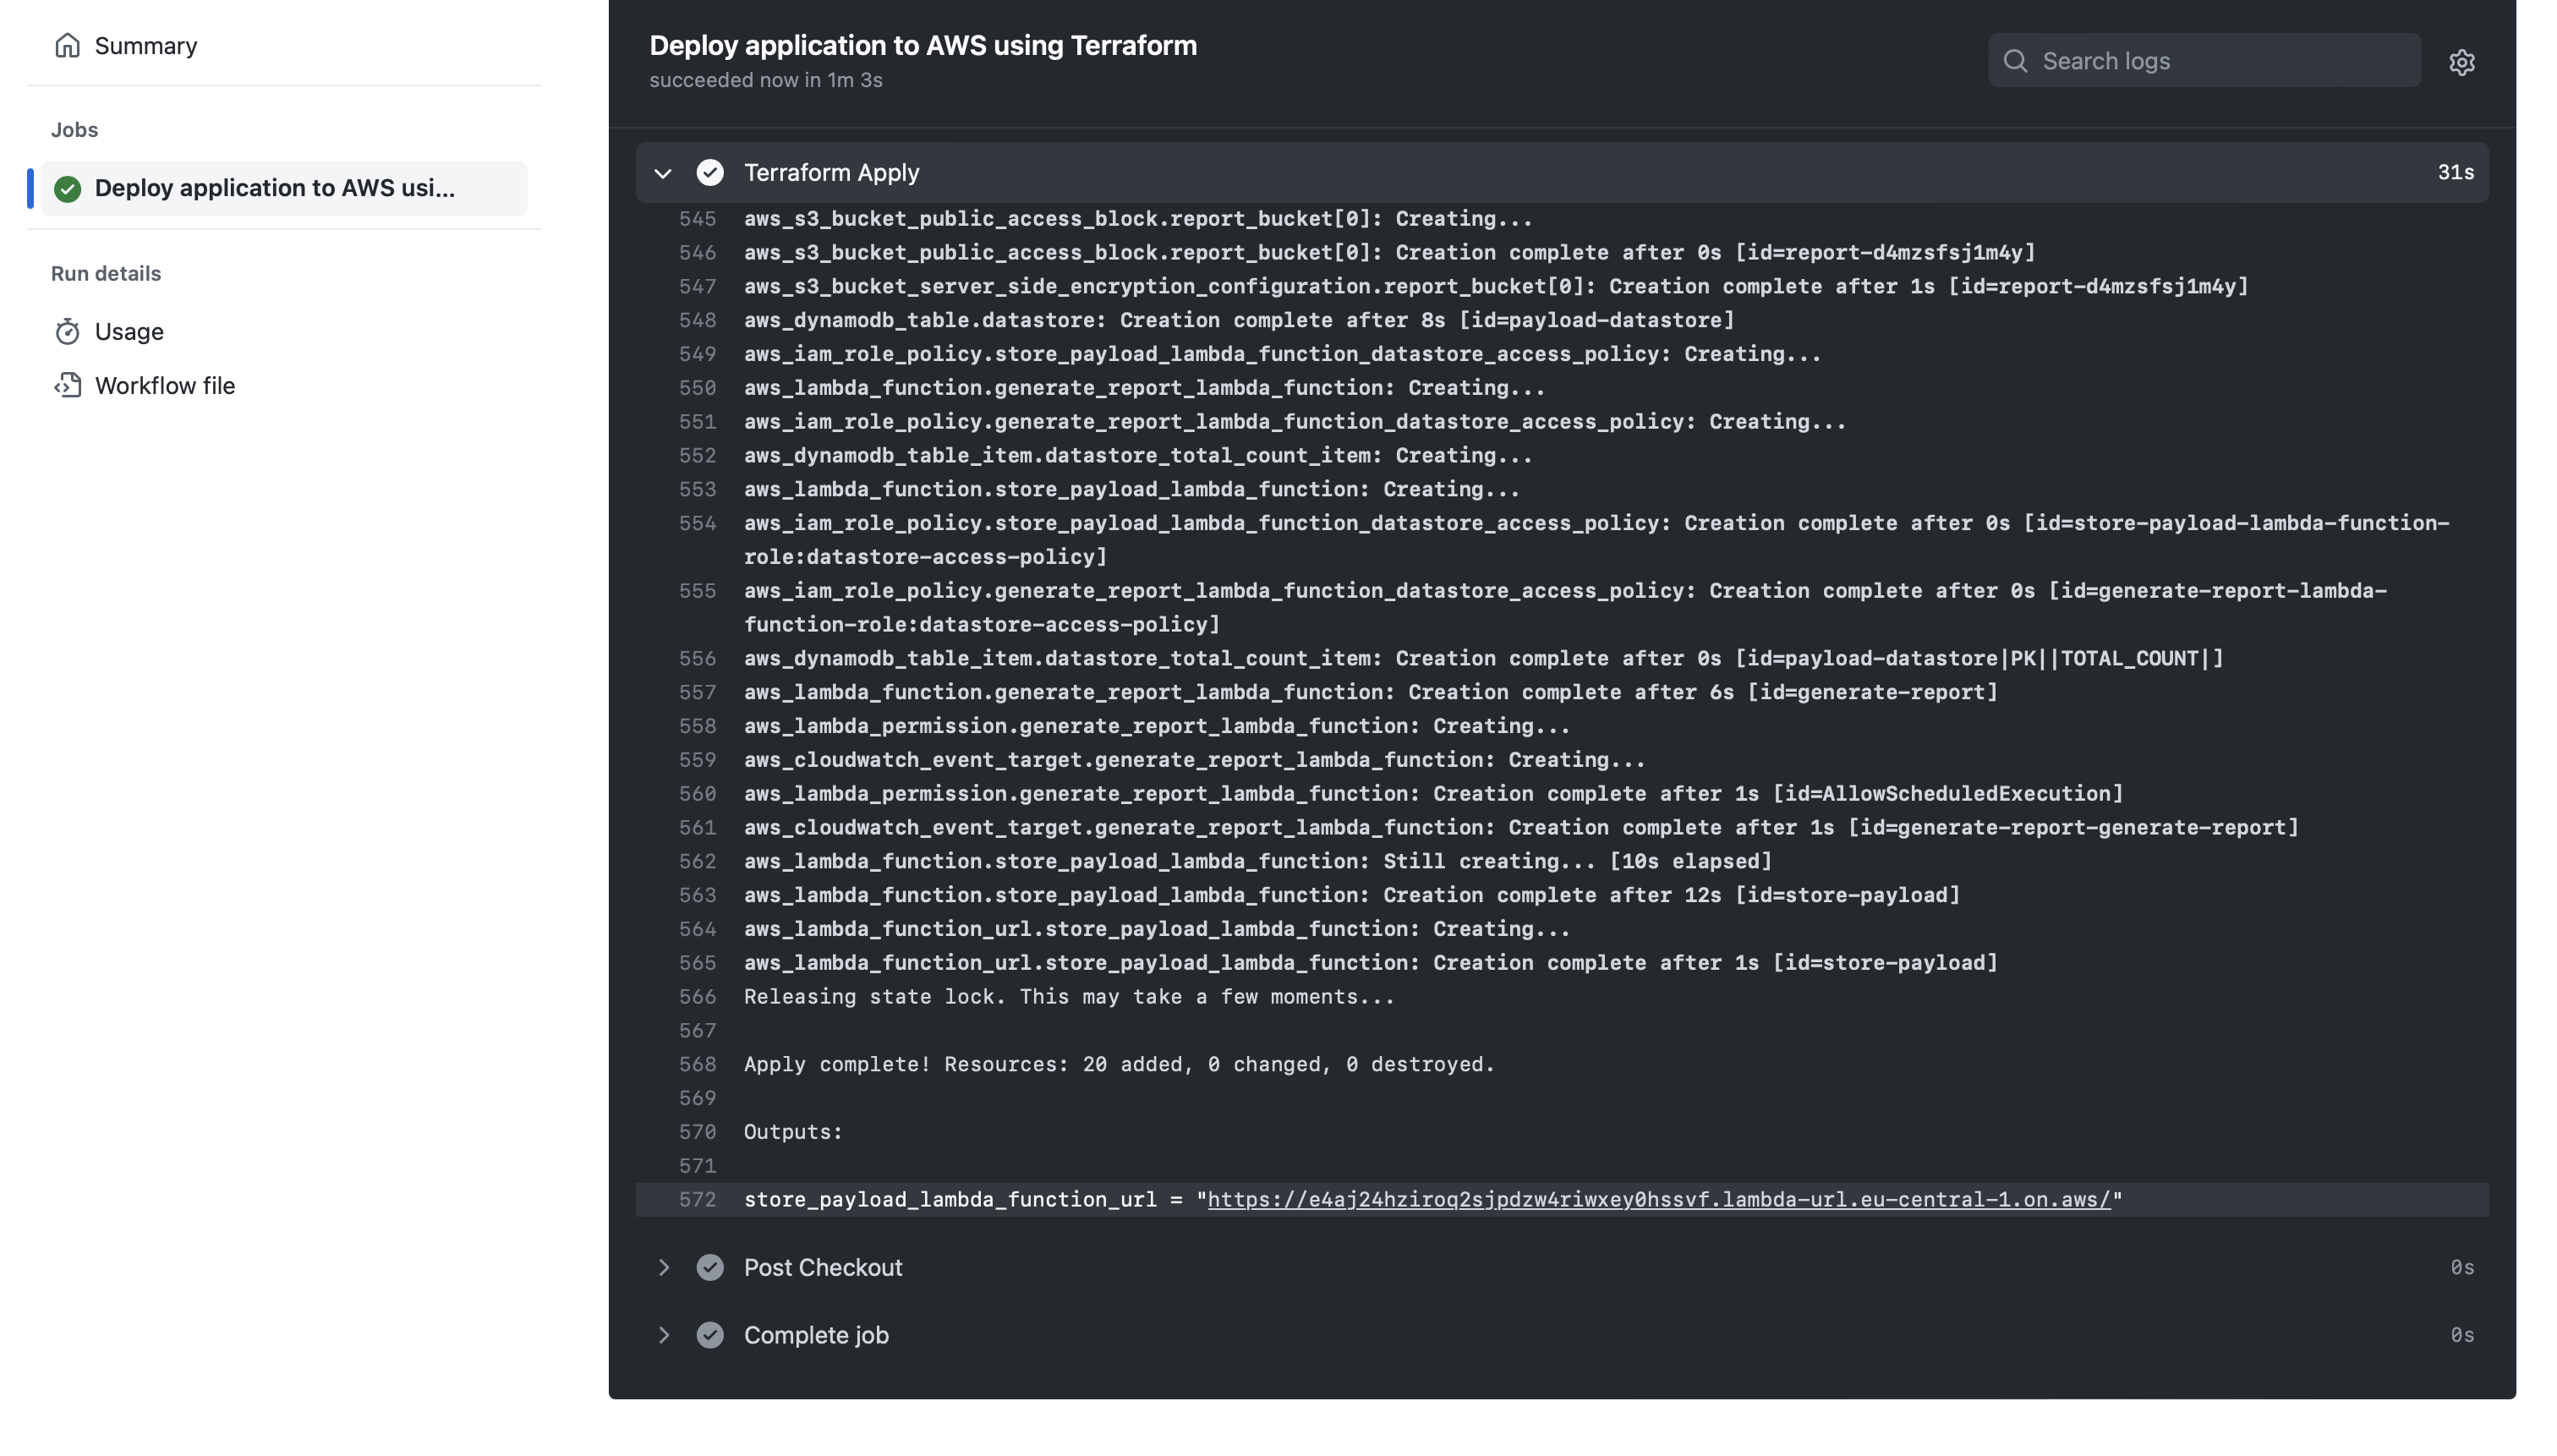 Summary
Jobs
Deploy application to AWS usi...
Run details
Usage
Workflow file
Deploy application to AWS using Terraform
succeeded now in 1m 3s
Search logs
Terraform Apply 31s
545 aws_s3_bucket_public_access_block.report_bucket[0]: Creating...
546 aws_s3_bucket_public_access_block.report_bucket[0]: Creation complete after 0s [id=report-d4mzsfsj1m4y]
547 aws_s3_bucket_server_side_encryption_configuration.report_bucket[0]: Creation complete after 1s [id=report-d4mzsfsj1m4y]
548 aws_dynamodb_table.datastore: Creation complete after 8s [id=payload-datastore]
549 aws_iam_role_policy.store_payload_lambda_function_datastore_access_policy: Creating...
550 aws_lambda_function.generate_report_lambda_function: Creating...
551 aws_iam_role_policy.generate_report_lambda_function_datastore_access_policy: Creating...
552 aws_dynamodb_table_item.datastore_total_count_item: Creating...
553 aws_lambda_function.store_payload_lambda_function: Creating...
554 aws_iam_role_policy.store_payload_lambda_function_datastore_access_policy: Creation complete after 0s [id=store-payload-lambda-function-
role:datastore-access-policy]
555 aws_iam_role_policy.generate_report_lambda_function_datastore_access_policy: Creation complete after 0s [id=generate-report-lambda-
function-role:datastore-access-policy]
556 aws_dynamodb_table_item.datastore_total_count_item: Creation complete after 0s [id=payload-datastore|PK||TOTAL_COUNT|]
557 aws_lambda_function.generate_report_lambda_function: Creation complete after 6s [id=generate-report]
558 aws_lambda_permission.generate_report_lambda_function: Creating...
559 aws_cloudwatch_event_target.generate_report_lambda_function: Creating...
560 aws_lambda_permission.generate_report_lambda_function: Creation complete after 1s [id=AllowScheduledExecution]
561 aws_cloudwatch_event_target.generate_report_lambda_function: Creation complete after 1s [id=generate-report-generate-report]
562 aws_lambda_function.store_payload_lambda_function: Still creating... [10s elapsed]
563 aws_lambda_function.store_payload_lambda_function: Creation complete after 12s [id=store-payload]
564 aws_lambda_function_url.store_payload_lambda_function: Creating...
565 aws_lambda_function_url.store_payload_lambda_function: Creation complete after 1s [id=store-payload]
566 Releasing state lock. This may take a few moments...
567
568 Apply complete! Resources: 20 added, 0 changed, 0 destroyed.
569
570 Outputs:
571
572 store_payload_lambda_function_url = "https://e4aj24hziroq2sjpdzw4riwxey0hssvf.lambda-url.eu-central-1.on.aws/"
Post Checkout 0s
Complete job 0s